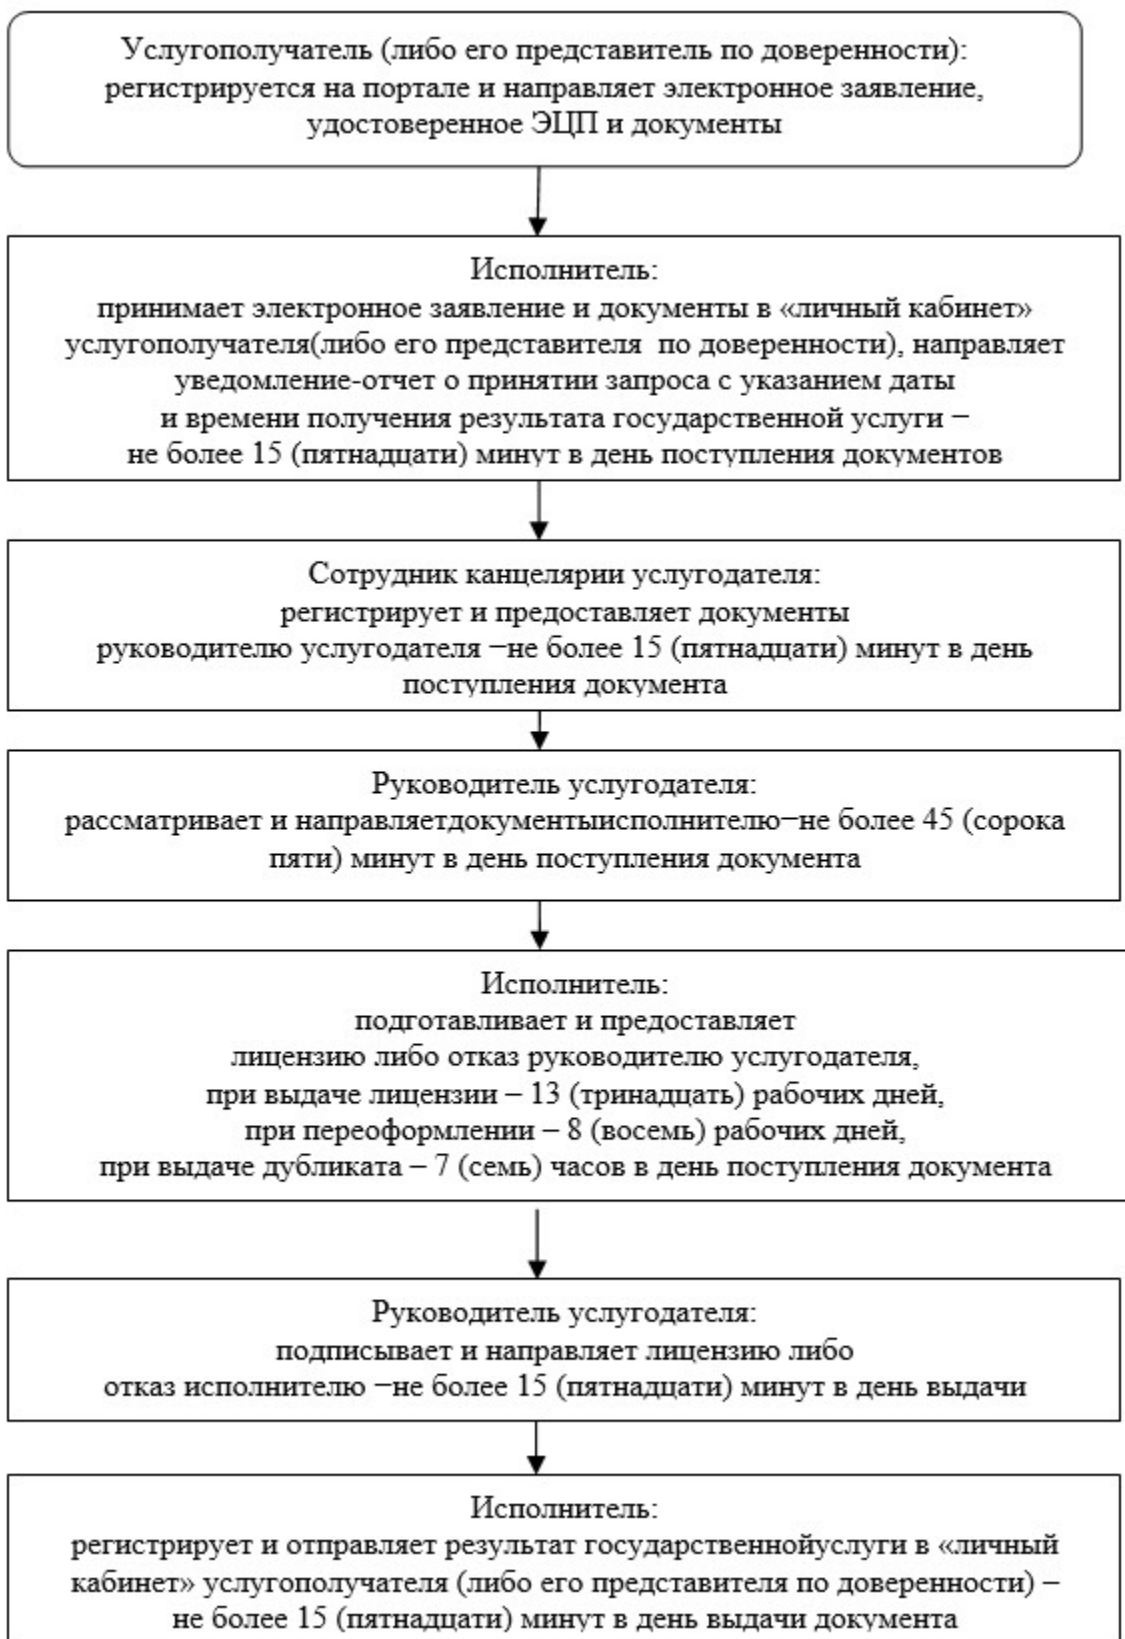 Услугополучатель (либо его представитель по доверенности):
регистрируется на портале и направляет электронное заявление,
удостоверенное ЭЦП и документы
Исполнитель:
принимает электронное заявление и документы в «личный кабинет»
услугополучателя(либо его представителя по доверенности), направляет
уведомление-отчет о принятии запроса с указанием даты
и времени получения результата государственной услуги −
не более 15 (пятнадцати) минут в день поступления документов
Сотрудник канцелярии услугодателя:
регистрирует и предоставляет документы
руководителю услугодателя −не более 15 (пятнадцати) минут в день
поступления документа
Руководитель услугодателя:
рассматривает и направляетдокументыисполнителю−не более 45 (сорока
пяти) минут в день поступления документа
Исполнитель:
подготавливает и предоставляет
лицензию либо отказ руководителю услугодателя,
при выдаче лицензии – 13 (тринадцать) рабочих дней,
при переоформлении – 8 (восемь) рабочих дней,
при выдаче дубликата – 7 (семь) часов в день поступления документа
Руководитель услугодателя:
подписывает и направляет лицензию либо
отказ исполнителю −не более 15 (пятнадцати) минут в день выдачи
Исполнитель:
регистрирует и отправляет результат государственнойуслуги в «личный
кабинет» услугополучателя (либо его представителя по доверенности) –
не более 15 (пятнадцати) минут в день выдачи документа